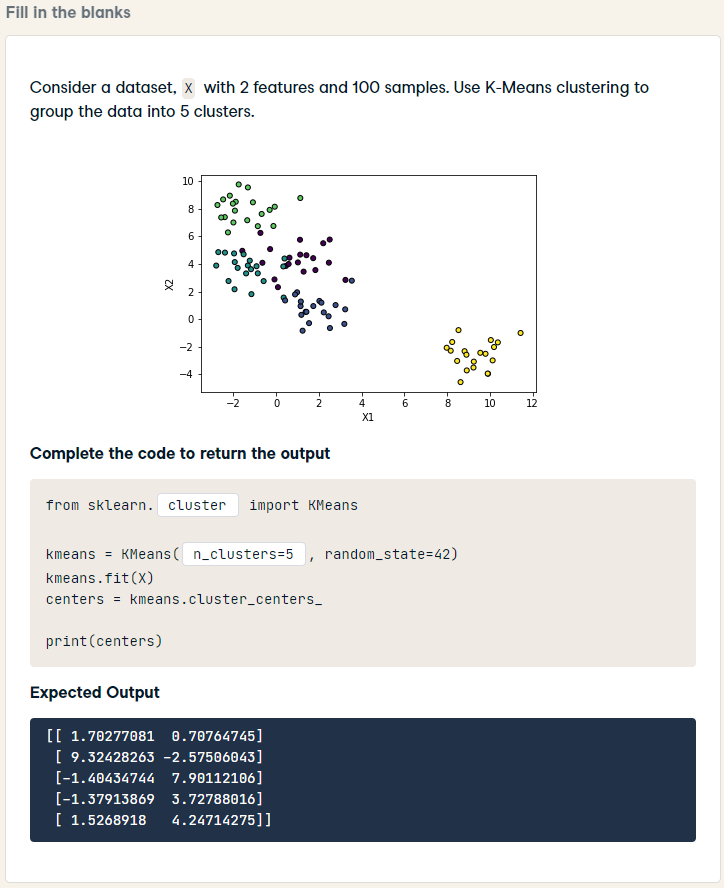 Fill in the blanks
Consider a dataset, X with 2 features and 100 samples. Use K-Means clustering to
group the data into 5 clusters.
10
8
6
4
2
0
−2
−4
X2
−2
0
2
4
6
8
10
12
X1
Complete the code to return the output
from sklearn. cluster import KMeans
kmeans = KMeans( n_clusters=5 , random_state=42)
kmeans.fit(X)
centers = kmeans.cluster_centers_
print(centers)
Expected Output
[[ 1.70277081  0.70764745]
 [ 9.32428263 -2.57506043]
 [-1.40434744  7.90112106]
 [-1.37913869  3.72788016]
 [ 1.5268918   4.24714275]]